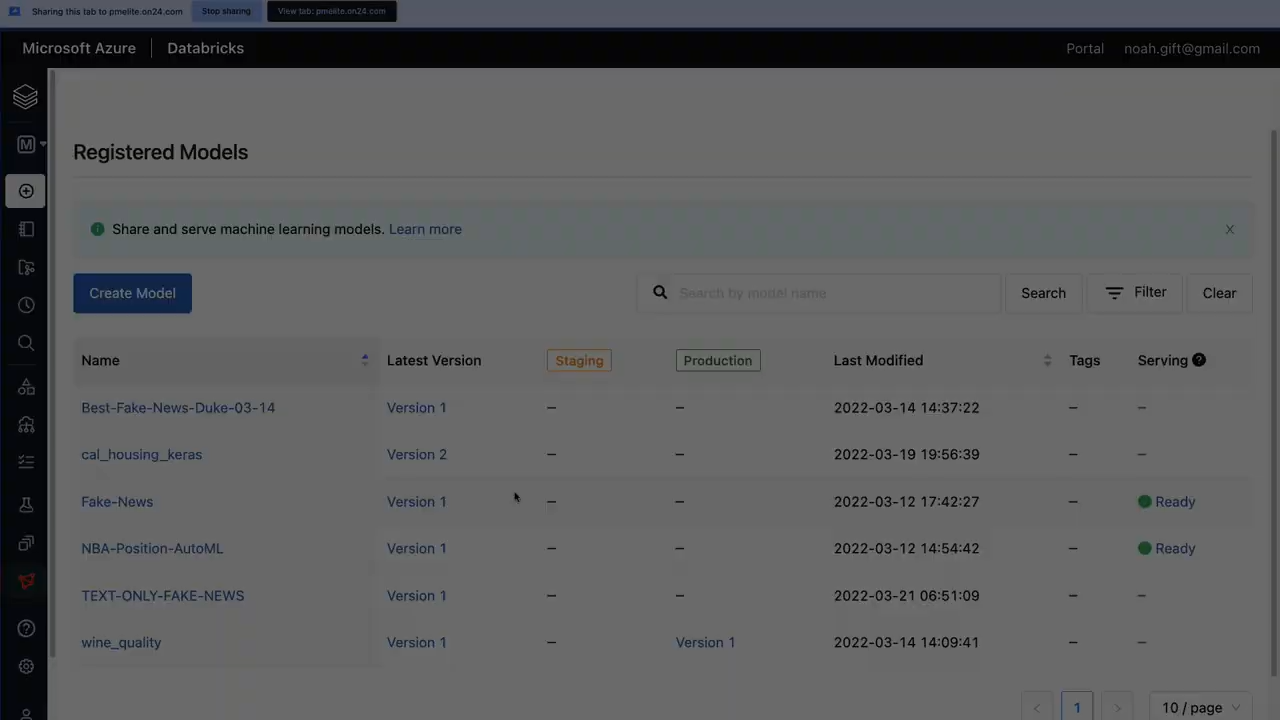 Sharing this tab to pmelite.on24.com Stop sharing View tab: pmelite.on24.com
Microsoft Azure Databricks Portal noah.gift@gmail.com
M
Registered Models
Share and serve machine learning models. Learn more X
Create Model Search by model name Search Filter Clear
Name Latest Version Staging Production Last Modified Tags Serving ?
Best-Fake-News-Duke-03-14 Version 1 – – 2022-03-14 14:37:22 – –
cal_housing_keras Version 2 – – 2022-03-19 19:56:39 – –
Fake-News Version 1 – – 2022-03-12 17:42:27 – Ready
NBA-Position-AutoML Version 1 – – 2022-03-12 14:54:42 – Ready
TEXT-ONLY-FAKE-NEWS Version 1 – – 2022-03-21 06:51:09 – –
wine_quality Version 1 – Version 1 2022-03-14 14:09:41 – –
< 1 > 10 / page